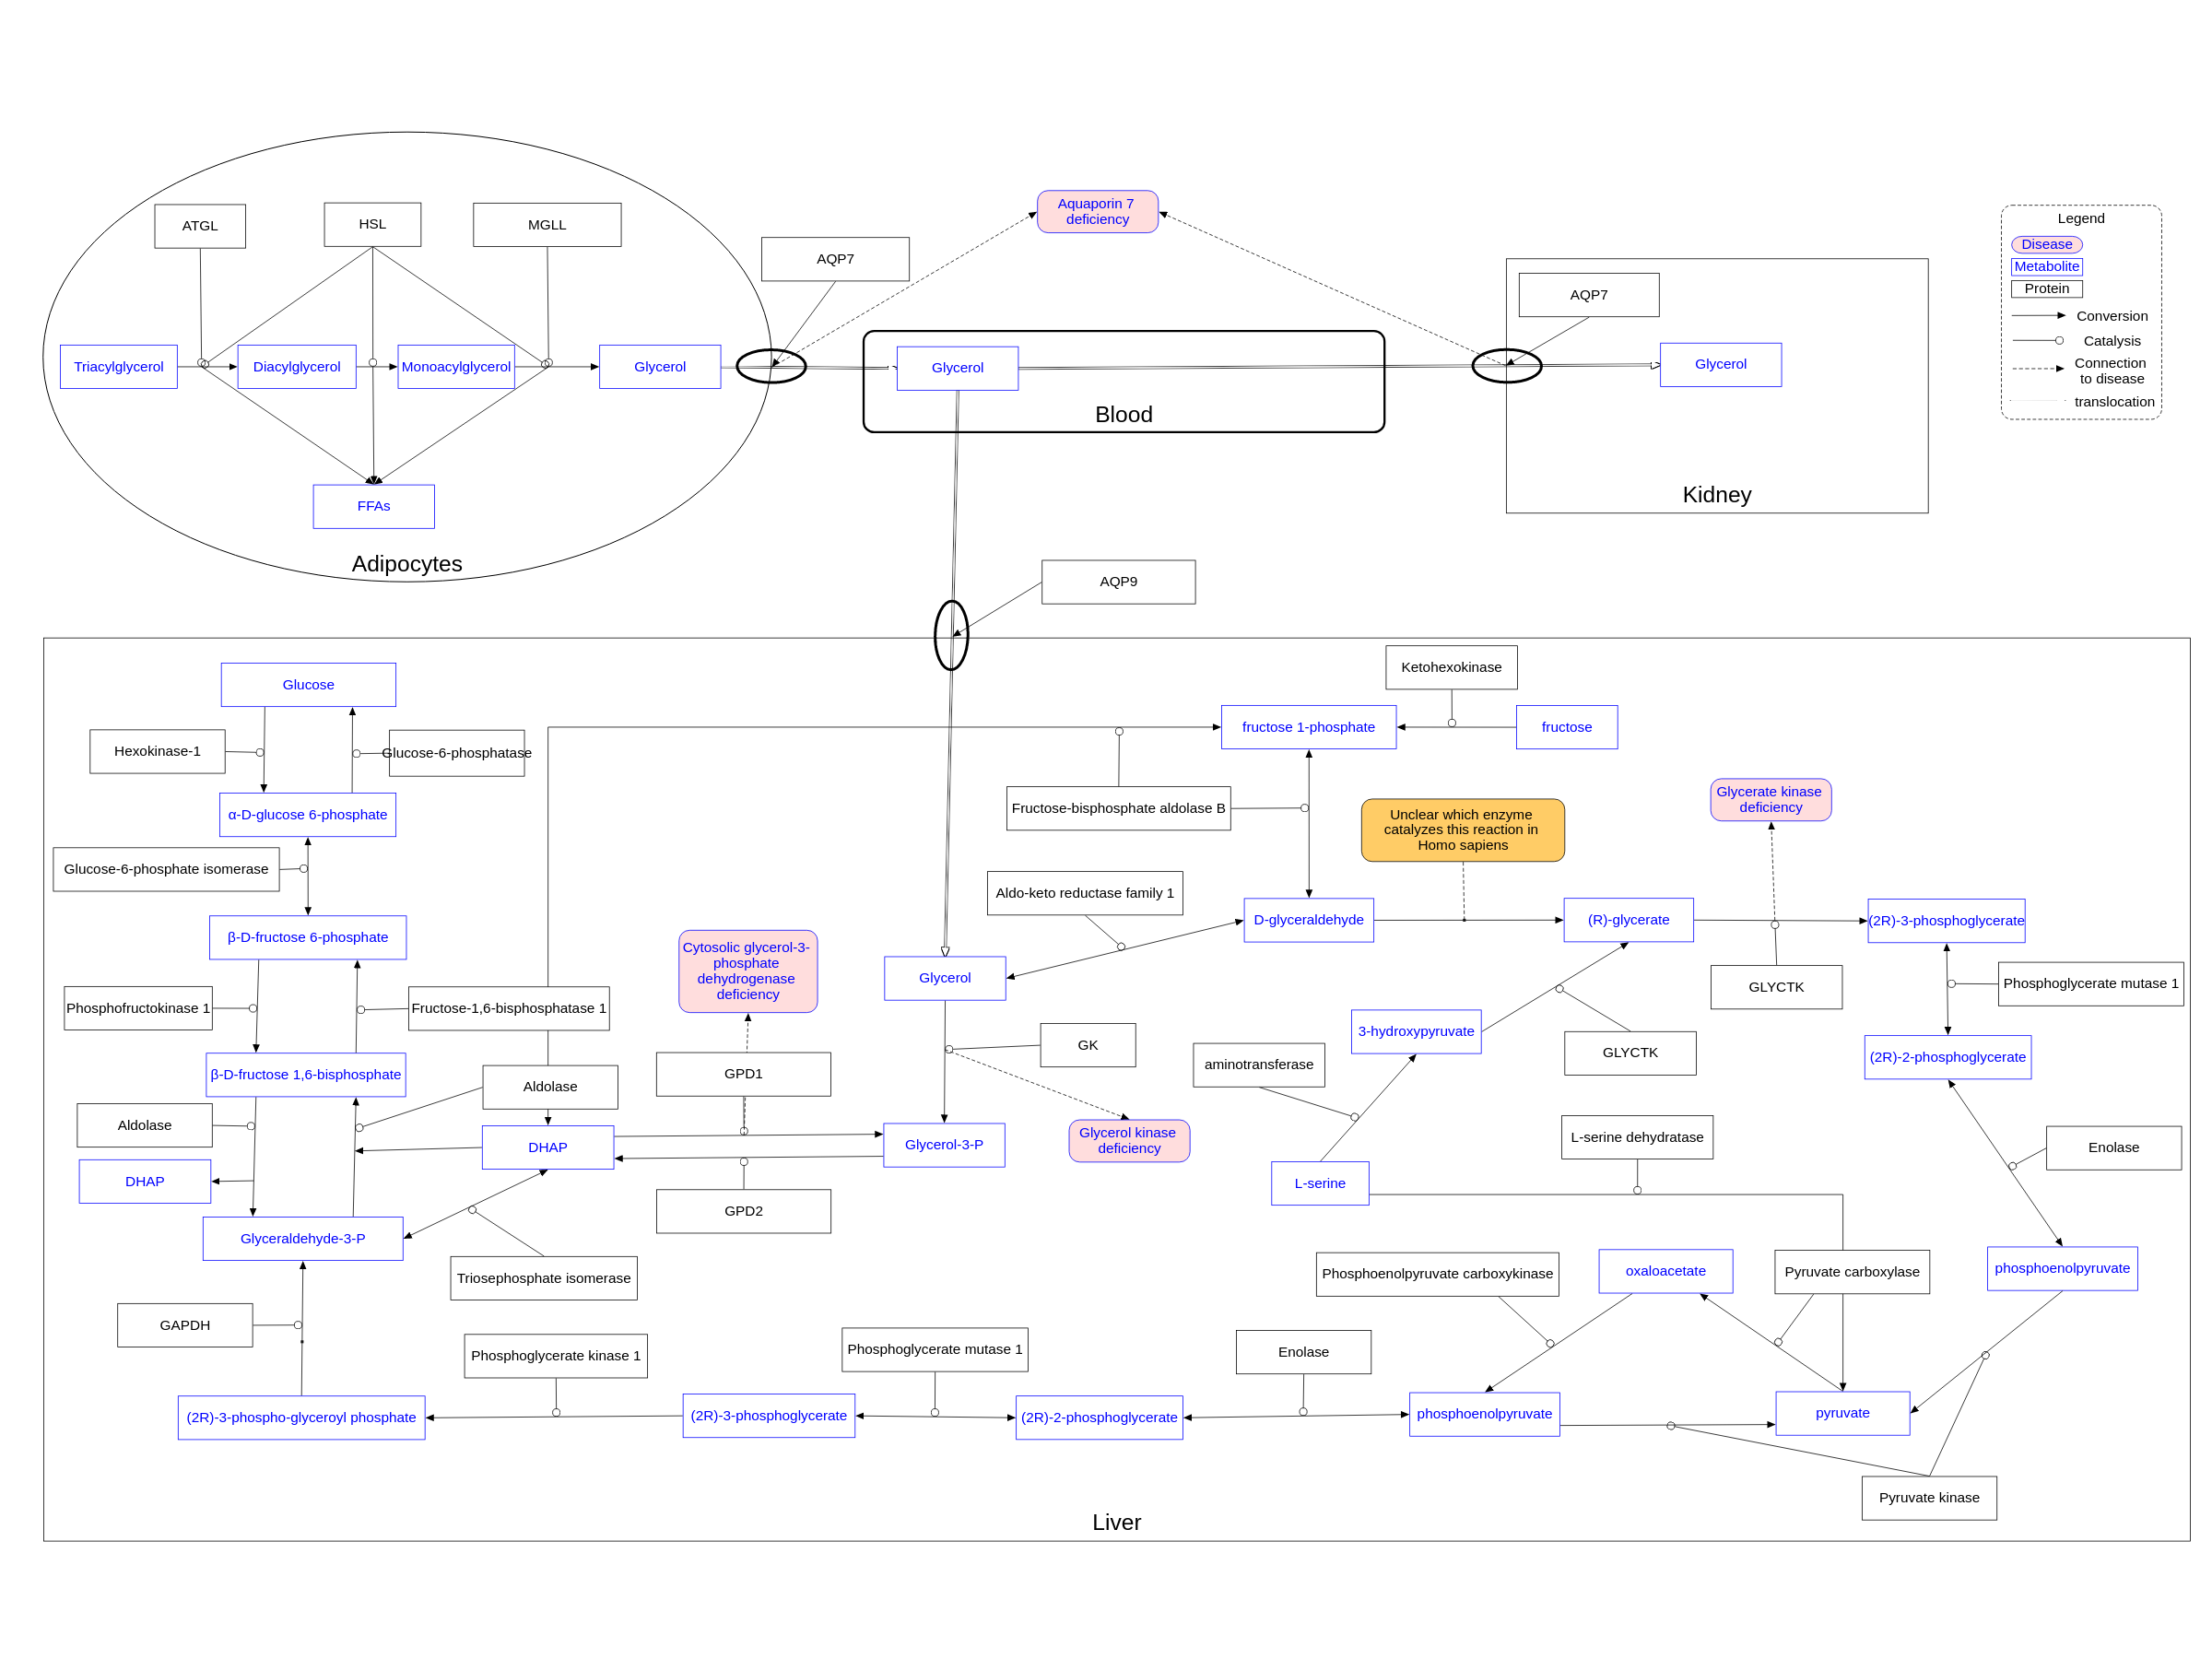 Aquaporin 7
deficiency
Legend
Disease
Metabolite
Protein
Conversion
Catalysis
Connection
to disease
translocation
ATGL
HSL
MGLL
AQP7
AQP7
Triacylglycerol
Diacylglycerol
Monoacylglycerol
Glycerol
Glycerol
Glycerol
Blood
Kidney
FFAs
Adipocytes
AQP9
Ketohexokinase
Glucose
fructose 1-phosphate
fructose
Hexokinase-1
Glucose-6-phosphatase
α-D-glucose 6-phosphate
Fructose-bisphosphate aldolase B
Unclear which enzyme
catalyzes this reaction in
Homo sapiens
Glycerate kinase
deficiency
Glucose-6-phosphate isomerase
Aldo-keto reductase family 1
D-glyceraldehyde
(R)-glycerate
(2R)-3-phosphoglycerate
β-D-fructose 6-phosphate
Cytosolic glycerol-3-
phosphate
dehydrogenase
deficiency
Glycerol
GLYCTK
Phosphoglycerate mutase 1
Phosphofructokinase 1
Fructose-1,6-bisphosphatase 1
3-hydroxypyruvate
GLYCTK
GK
aminotransferase
(2R)-2-phosphoglycerate
β-D-fructose 1,6-bisphosphate
GPD1
Aldolase
Aldolase
DHAP
Glycerol-3-P
Glycerol kinase
deficiency
L-serine dehydratase
Enolase
DHAP
L-serine
GPD2
Glyceraldehyde-3-P
Triosephosphate isomerase
Phosphoenolpyruvate carboxykinase
oxaloacetate
Pyruvate carboxylase
phosphoenolpyruvate
GAPDH
Phosphoglycerate kinase 1
Phosphoglycerate mutase 1
Enolase
(2R)-3-phospho-glyceroyl phosphate
(2R)-3-phosphoglycerate
(2R)-2-phosphoglycerate
phosphoenolpyruvate
pyruvate
Pyruvate kinase
Liver